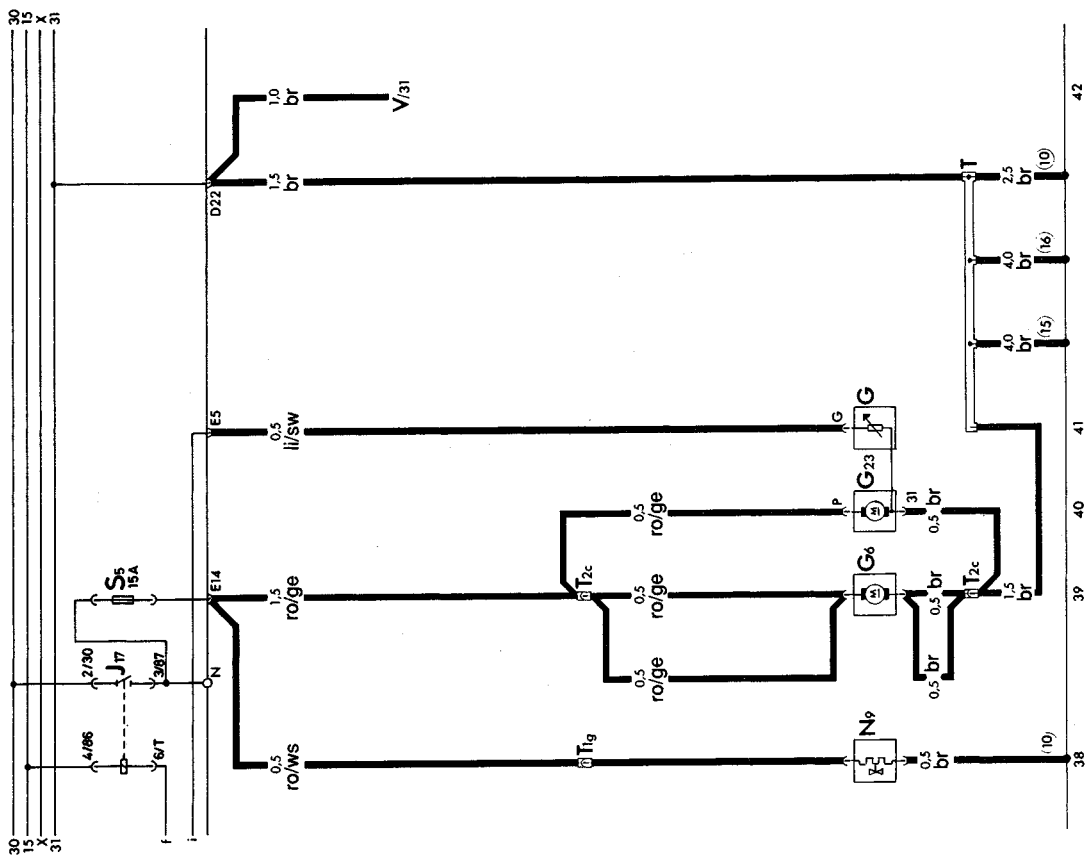 30
15
X
31
30
15
X
31
4/86
2/30
J17
3/87
6/T
S5
15A
f
i
N
E14
E5
D22
0,5
ro/ws
1,5
ro/ge
0,5
li/sw
1,5
br
1,0
br
V/31
T1g
T2c
0,5
ro/ge
0,5
ro/ge
0,5
ro/ge
N9
G6
P
G23
31
G
G
0,5
br
0,5
br
0,5
br
0,5
br
T2c
1,5
br
T
4,0
br
4,0
br
2,5
br
(10)
(15)
(16)
(10)
38
39
40
41
42